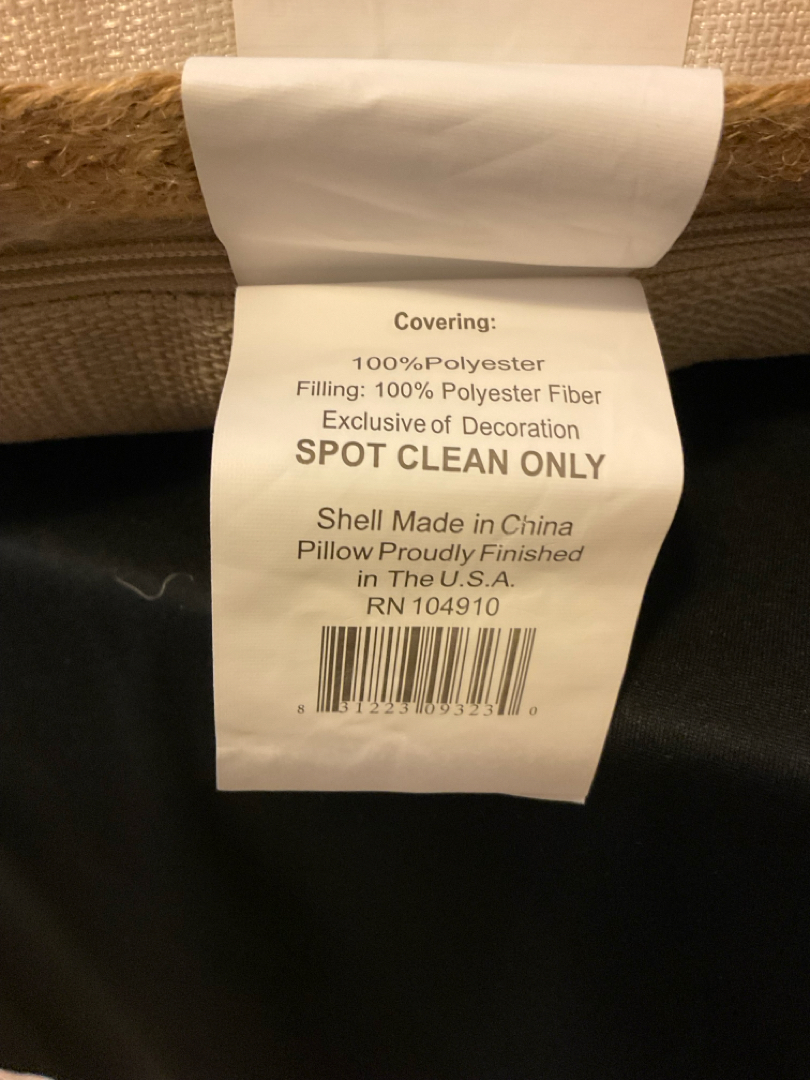 Covering:
100%Polyester
Filling: 100% Polyester Fiber
Exclusive of Decoration
SPOT CLEAN ONLY
Shell Made in China
Pillow Proudly Finished
in The U.S.A.
RN 104910
8 31223 09323 0